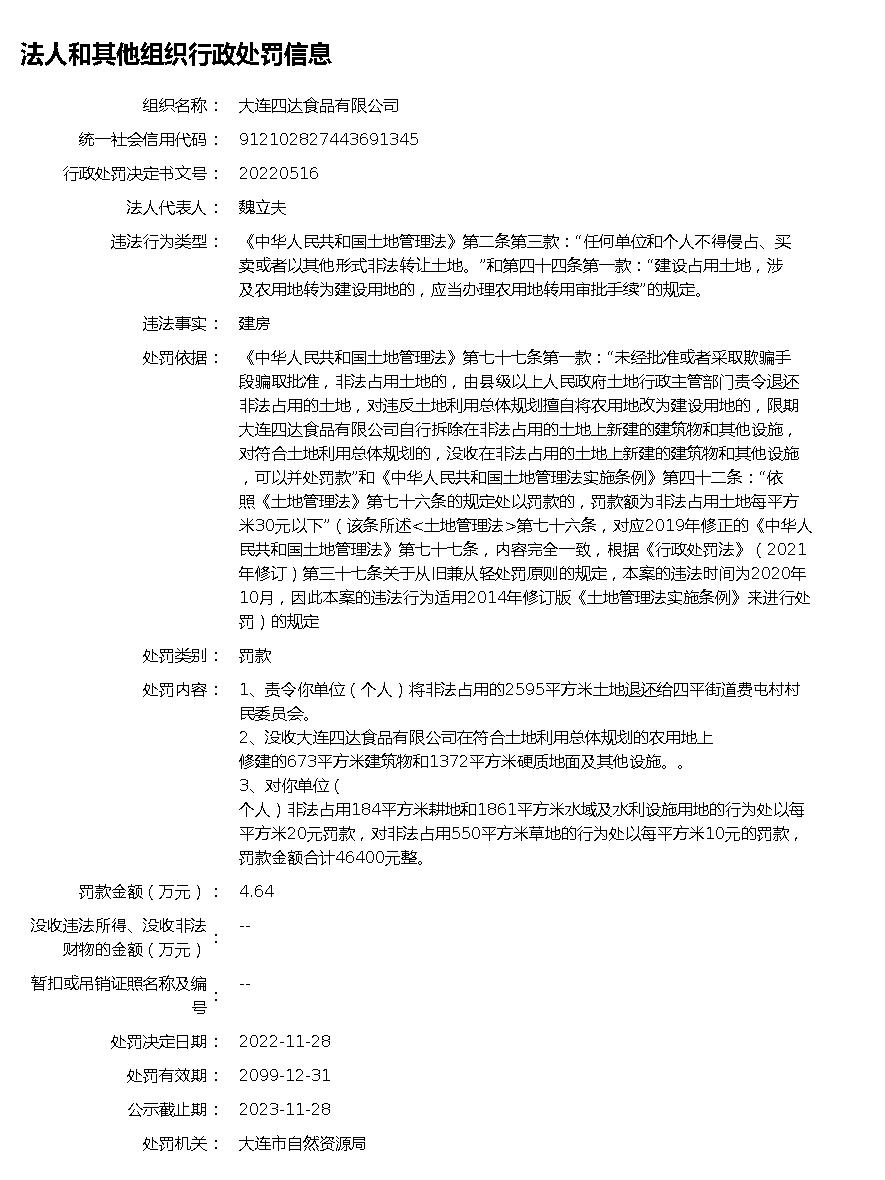 法人和其他组织行政处罚信息
组织名称： 大连四达食品有限公司
统一社会信用代码： 912102827443691345
行政处罚决定书文号： 20220516
法人代表人： 魏立夫
违法行为类型： 《中华人民共和国土地管理法》第二条第三款：“任何单位和个人不得侵占、买
卖或者以其他形式非法转让土地。”和第四十四条第一款：“建设占用土地，涉
及农用地转为建设用地的，应当办理农用地转用审批手续”的规定。
违法事实： 建房
处罚依据： 《中华人民共和国土地管理法》第七十七条第一款：“未经批准或者采取欺骗手
段骗取批准，非法占用土地的，由县级以上人民政府土地行政主管部门责令退还
非法占用的土地，对违反土地利用总体规划擅自将农用地改为建设用地的，限期
大连四达食品有限公司自行拆除在非法占用的土地上新建的建筑物和其他设施，
对符合土地利用总体规划的，没收在非法占用的土地上新建的建筑物和其他设施
，可以并处罚款”和《中华人民共和国土地管理法实施条例》第四十二条：“依
照《土地管理法》第七十六条的规定处以罚款的，罚款额为非法占用土地每平方
米30元以下”（该条所述<土地管理法>第七十六条，对应2019年修正的《中华人
民共和国土地管理法》第七十七条，内容完全一致，根据《行政处罚法》（2021
年修订）第三十七条关于从旧兼从轻处罚原则的规定，本案的违法时间为2020年
10月，因此本案的违法行为适用2014年修订版《土地管理法实施条例》来进行处
罚）的规定
处罚类别： 罚款
处罚内容： 1、责令你单位（个人）将非法占用的2595平方米土地退还给四平街道费屯村村
民委员会。
2、没收大连四达食品有限公司在符合土地利用总体规划的农用地上
修建的673平方米建筑物和1372平方米硬质地面及其他设施。。
3、对你单位（
个人）非法占用184平方米耕地和1861平方米水域及水利设施用地的行为处以每
平方米20元罚款，对非法占用550平方米草地的行为处以每平方米10元的罚款，
罚款金额合计46400元整。
罚款金额（万元）： 4.64
没收违法所得、没收非法
财物的金额（万元）： --
暂扣或吊销证照名称及编
号： --
处罚决定日期： 2022-11-28
处罚有效期： 2099-12-31
公示截止期： 2023-11-28
处罚机关： 大连市自然资源局